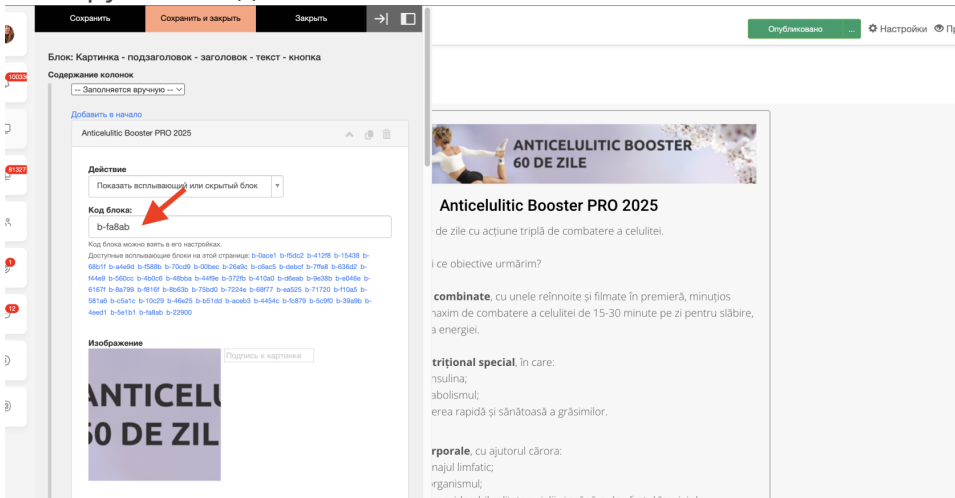 Сохранить
Сохранить и закрыть
Закрыть
Опубликовано
...
Настройки
Блок: Картинка - подзаголовок - заголовок - текст - кнопка
10033
Содержание колонок
-- Заполняется вручную --
Добавить в начало
Anticelulitic Booster PRO 2025
81327
Действие
Показать всплывающий или скрытый блок
Код блока:
b-fa8ab
Код блока можно взять в его настройках.
Доступные всплывающие блоки на этой странице: b-0ace1 b-f5dc2 b-412f8 b-15438 b-
68b1f b-a4e9d b-f588b b-70cd9 b-00bec b-26a9c b-c6ac5 b-debcf b-7ffe8 b-636d2 b-
f44e9 b-560cc b-4b0c6 b-48bba b-44f9e b-372fb b-410a0 b-d6eab b-9e38b b-e046e b-
6167f b-8a799 b-f816f b-8b63b b-75bd0 b-7224e b-68f77 b-ea525 b-71720 b-f10a5 b-
581a6 b-c5a1c b-10c29 b-46e25 b-b51dd b-aceb3 b-4454c b-fc879 b-5c9f0 b-39a9b b-
4eed1 b-5e1b1 b-fa8ab b-22900
12
Изображение
Подпись к картинке
ANTICELU
60 DE ZIL
ANTICELULITIC BOOSTER
60 DE ZILE
Anticelulitic Booster PRO 2025
de zile cu acțiune triplă de combatere a celulitei.
i ce obiective urmărim?
combinate, cu unele reînnoite și filmate în premieră, minuțios
naxim de combatere a celulitei de 15-30 minute pe zi pentru slăbire,
a energiei.
trițional special, în care:
nsulina;
abolismul;
erea rapidă și sănătoasă a grăsimilor.
rporale, cu ajutorul cărora:
najul limfatic;
organismul;